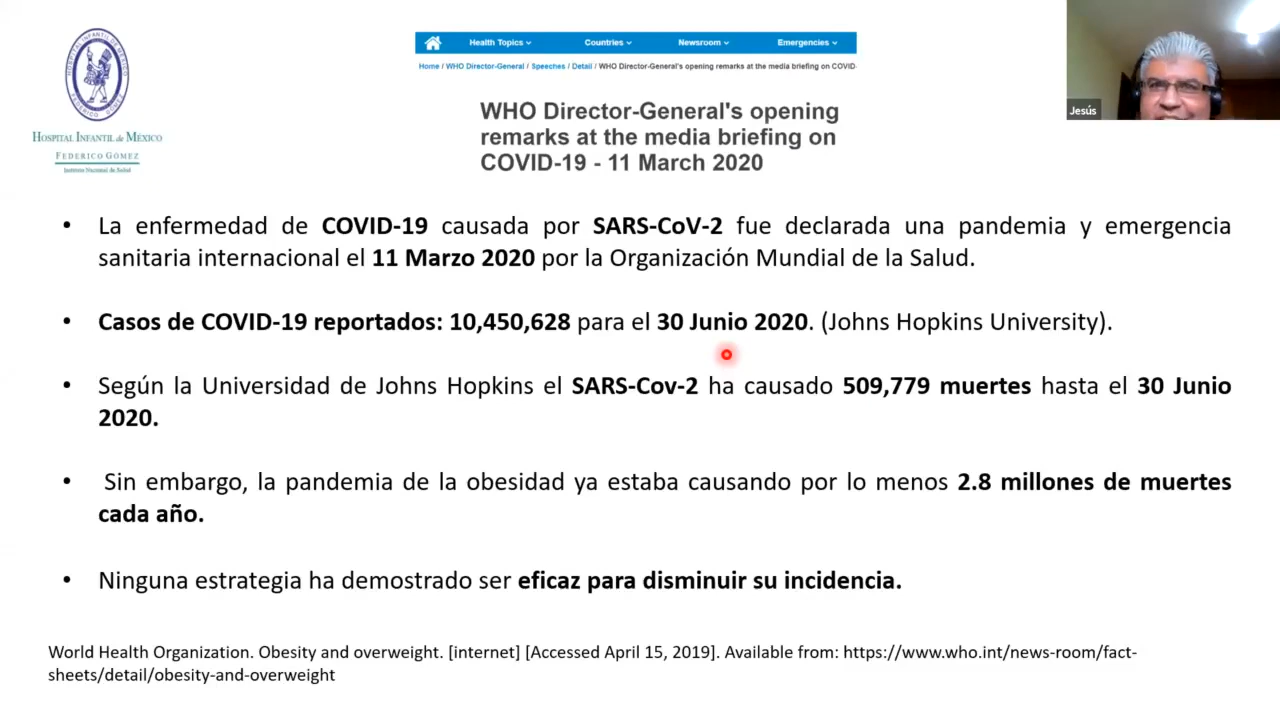 HOSPITAL INFANTIL de MÉXICO
FEDERICO GÓMEZ
Instituto Nacional de Salud
Health Topics
Countries
Newsroom
Emergencies
Home / WHO Director-General / Speeches / Detail / WHO Director-General's opening remarks at the media briefing on COVID-
WHO Director-General's opening
remarks at the media briefing on
COVID-19 - 11 March 2020
Jesús
• La enfermedad de COVID-19 causada por SARS-CoV-2 fue declarada una pandemia y emergencia
sanitaria internacional el 11 Marzo 2020 por la Organización Mundial de la Salud.
• Casos de COVID-19 reportados: 10,450,628 para el 30 Junio 2020. (Johns Hopkins University).
• Según la Universidad de Johns Hopkins el SARS-Cov-2 ha causado 509,779 muertes hasta el 30 Junio
2020.
• Sin embargo, la pandemia de la obesidad ya estaba causando por lo menos 2.8 millones de muertes
cada año.
• Ninguna estrategia ha demostrado ser eficaz para disminuir su incidencia.
World Health Organization. Obesity and overweight. [internet] [Accessed April 15, 2019]. Available from: https://www.who.int/news-room/fact-
sheets/detail/obesity-and-overweight